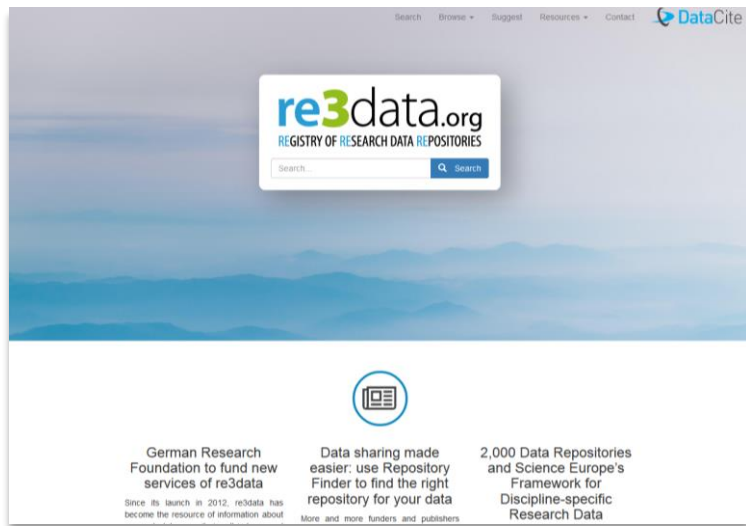 Search Browse Suggest Resources Contact DataCite
re3data.org
REGISTRY OF RESEARCH DATA REPOSITORIES
Search... Search
German Research
Foundation to fund new
services of re3data
Since its launch in 2012, re3data has
become the resource of information about
Data sharing made
easier: use Repository
Finder to find the right
repository for your data
More and more funders and publishers
2,000 Data Repositories
and Science Europe's
Framework for
Discipline-specific
Research Data